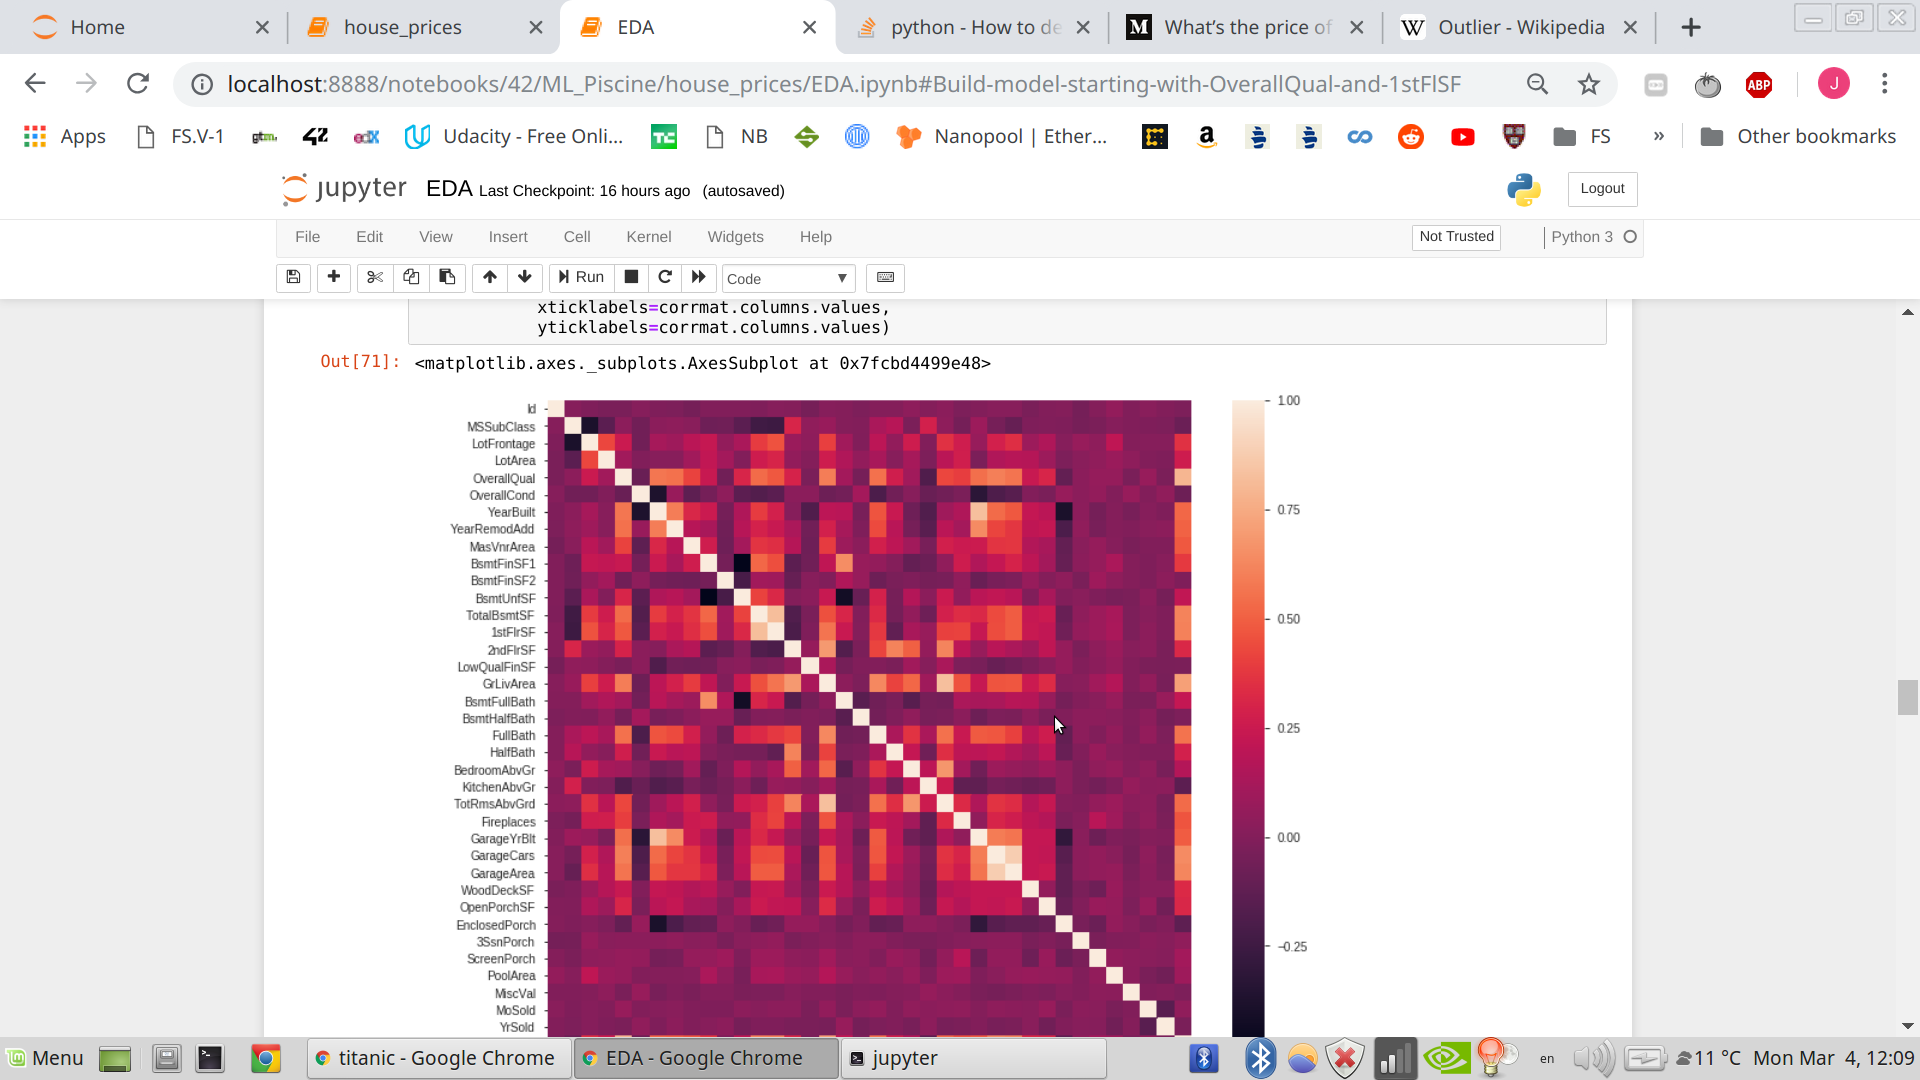 Home
house_prices
EDA
python - How to de
M What's the price of
W Outlier - Wikipedia
localhost:8888/notebooks/42/ML_Piscine/house_prices/EDA.ipynb#Build-model-starting-with-OverallQual-and-1stFlSF
ABP
J
Apps
FS.V-1
gtm
42
edX
Udacity - Free Onli...
TC
NB
Nanopool | Ether...
FS
»
Other bookmarks
jupyter EDA Last Checkpoint: 16 hours ago (autosaved)
Logout
File Edit View Insert Cell Kernel Widgets Help
Not Trusted
Python 3
Run
Code
xticklabels=corrmat.columns.values,
yticklabels=corrmat.columns.values)
Out[71]: <matplotlib.axes._subplots.AxesSubplot at 0x7fcbd4499e48>
Id
MSSubClass
LotFrontage
LotArea
OverallQual
OverallCond
YearBuilt
YearRemodAdd
MasVnrArea
BsmtFinSF1
BsmtFinSF2
BsmtUnfSF
TotalBsmtSF
1stFlrSF
2ndFlrSF
LowQualFinSF
GrLivArea
BsmtFullBath
BsmtHalfBath
FullBath
HalfBath
BedroomAbvGr
KitchenAbvGr
TotRmsAbvGrd
Fireplaces
GarageYrBlt
GarageCars
GarageArea
WoodDeckSF
OpenPorchSF
EnclosedPorch
3SsnPorch
ScreenPorch
PoolArea
MiscVal
MoSold
YrSold
1.00
0.75
0.50
0.25
0.00
−0.25
Menu
titanic - Google Chrome
EDA - Google Chrome
jupyter
en
11 °C
Mon Mar 4, 12:09